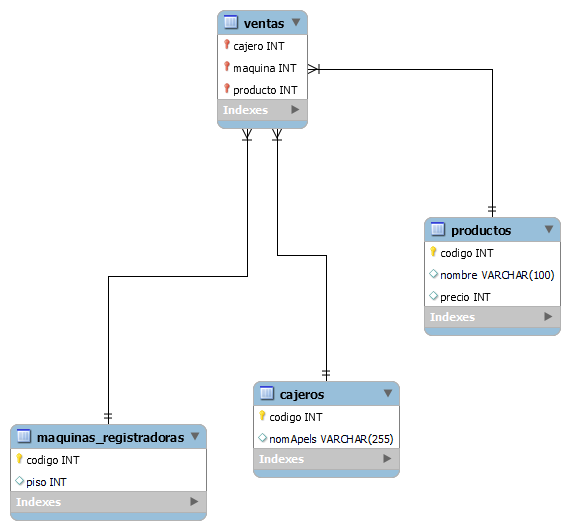 ventas
cajero INT
maquina INT
producto INT
Indexes
productos
codigo INT
nombre VARCHAR(100)
precio INT
Indexes
cajeros
codigo INT
nomApels VARCHAR(255)
Indexes
maquinas_registradoras
codigo INT
piso INT
Indexes